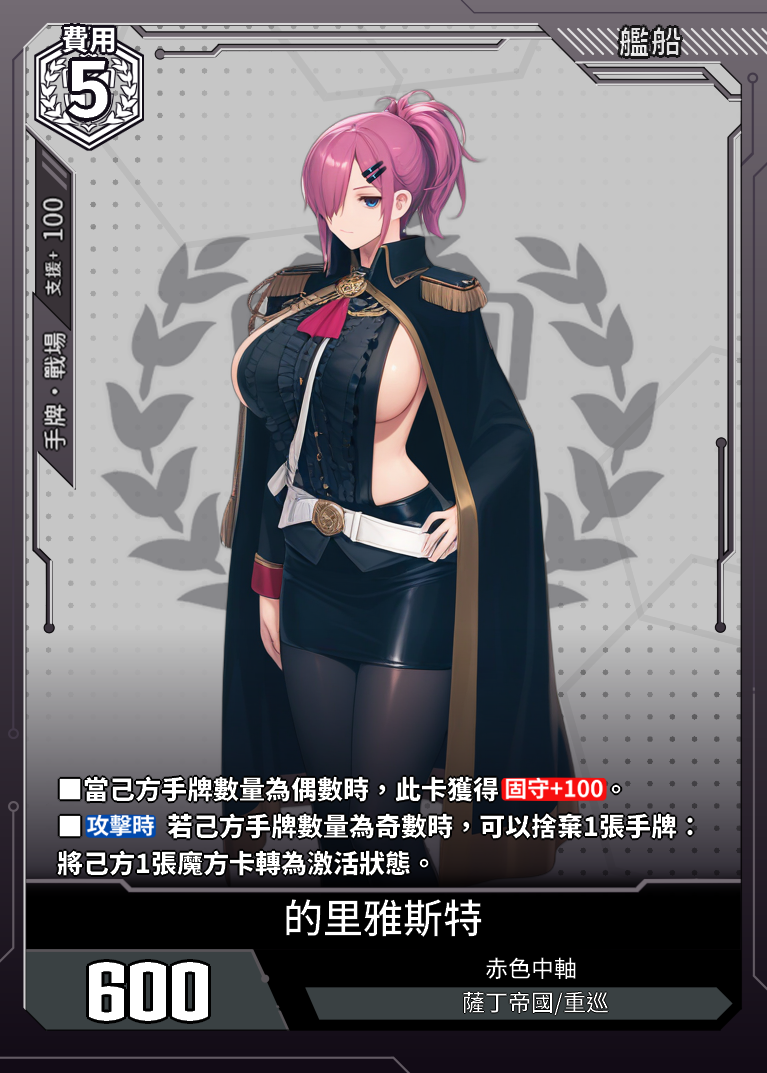 費用
5
艦船
支援+ 100
手牌・戰場
■當己方手牌數量為偶數時，此卡獲得 固守+100。
■ 攻擊時 若己方手牌數量為奇數時，可以捨棄1張手牌：
將己方1張魔方卡轉為激活狀態。
的里雅斯特
600
赤色中軸
薩丁帝國/重巡